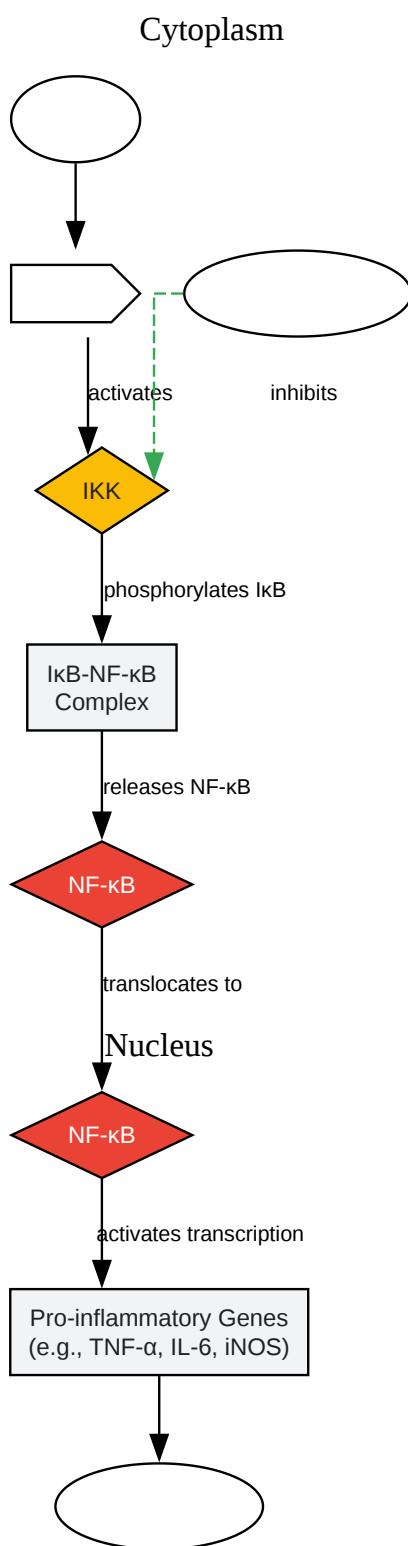 Cytoplasm
activates
inhibits
IKK
phosphorylates IκB
IκB-NF-κB
Complex
releases NF-κB
NF-κB
translocates to
Nucleus
NF-κB
activates transcription
Pro-inflammatory Genes
(e.g., TNF-α, IL-6, iNOS)